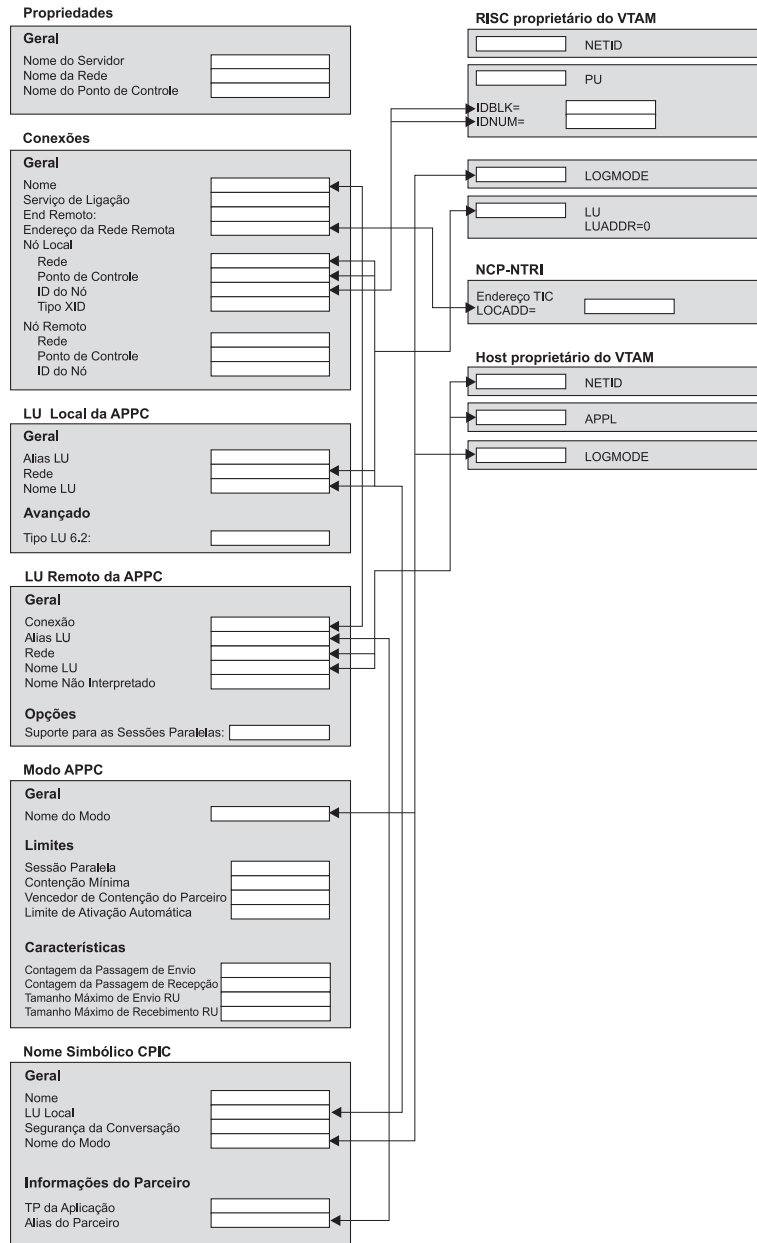 Propriedades
Geral
Nome do Servidor
Nome da Rede
Nome do Ponto de Controle
Conexões
Geral
Nome
Serviço de Ligação
End Remoto:
Endereço da Rede Remota
Nó Local
Rede
Ponto de Controle
ID do Nó
Tipo XID
Nó Remoto
Rede
Ponto de Controle
ID do Nó
LU Local da APPC
Geral
Alias LU
Rede
Nome LU
Avançado
Tipo LU 6.2:
LU Remoto da APPC
Geral
Conexão
Alias LU
Rede
Nome LU
Nome Não Interpretado
Opções
Suporte para as Sessões Paralelas:
Modo APPC
Geral
Nome do Modo
Limites
Sessão Paralela
Contenção Mínima
Vencedor de Contenção do Parceiro
Limite de Ativação Automática
Características
Contagem da Passagem de Envio
Contagem da Passagem de Recepção
Tamanho Máximo de Envio RU
Tamanho Máximo de Recebimento RU
Nome Simbólico CPIC
Geral
Nome
LU Local
Segurança da Conversação
Nome do Modo
Informações do Parceiro
TP da Aplicação
Alias do Parceiro
RISC proprietário do VTAM
NETID
PU
IDBLK=
IDNUM=
LOGMODE
LU
LUADDR=0
NCP-NTRI
Endereço TIC
LOCADD=
Host proprietário do VTAM
NETID
APPL
LOGMODE